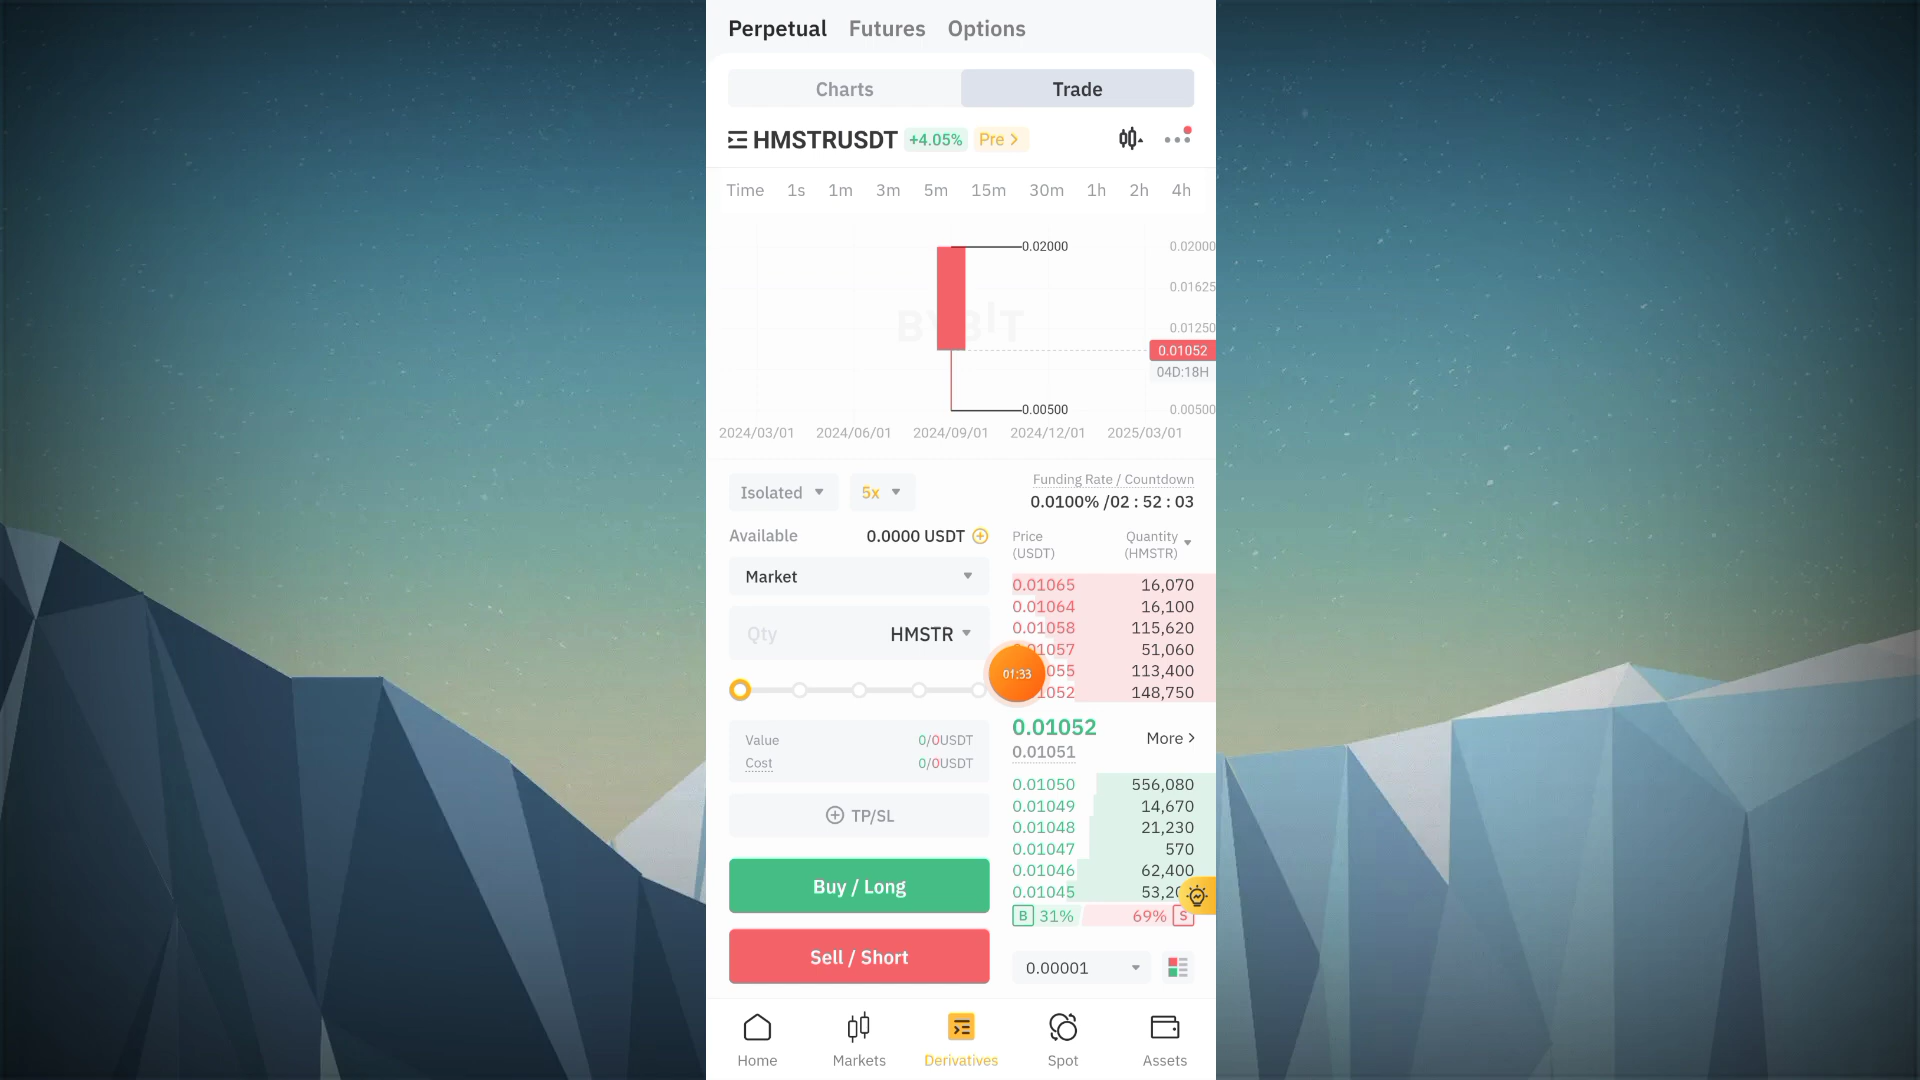 Perpetual Futures Options
Charts Trade
HMSTRUSDT +4.05% Pre >
Time 1s 1m 3m 5m 15m 30m 1h 2h 4h
0.02000 0.02000
0.01625
BYBIT
0.01250
0.01052
04D:18H
0.00500 0.00500
2024/03/01 2024/06/01 2024/09/01 2024/12/01 2025/03/01
Isolated 5x Funding Rate / Countdown
0.0100% /02 : 52 : 03
Available 0.0000 USDT
Price (USDT) Quantity (HMSTR)
Market
0.01065 16,070
0.01064 16,100
Qty HMSTR
0.01058 115,620
51,060
01:33
113,400
148,750
0.01052
0.01051 More >
Value 0/0USDT
Cost 0/0USDT
0.01050 556,080
0.01049 14,670
TP/SL
0.01048 21,230
0.01047 570
0.01046 62,400
Buy / Long
0.01045
B 31% 69% S
Sell / Short
0.00001
Home Markets Derivatives Spot Assets